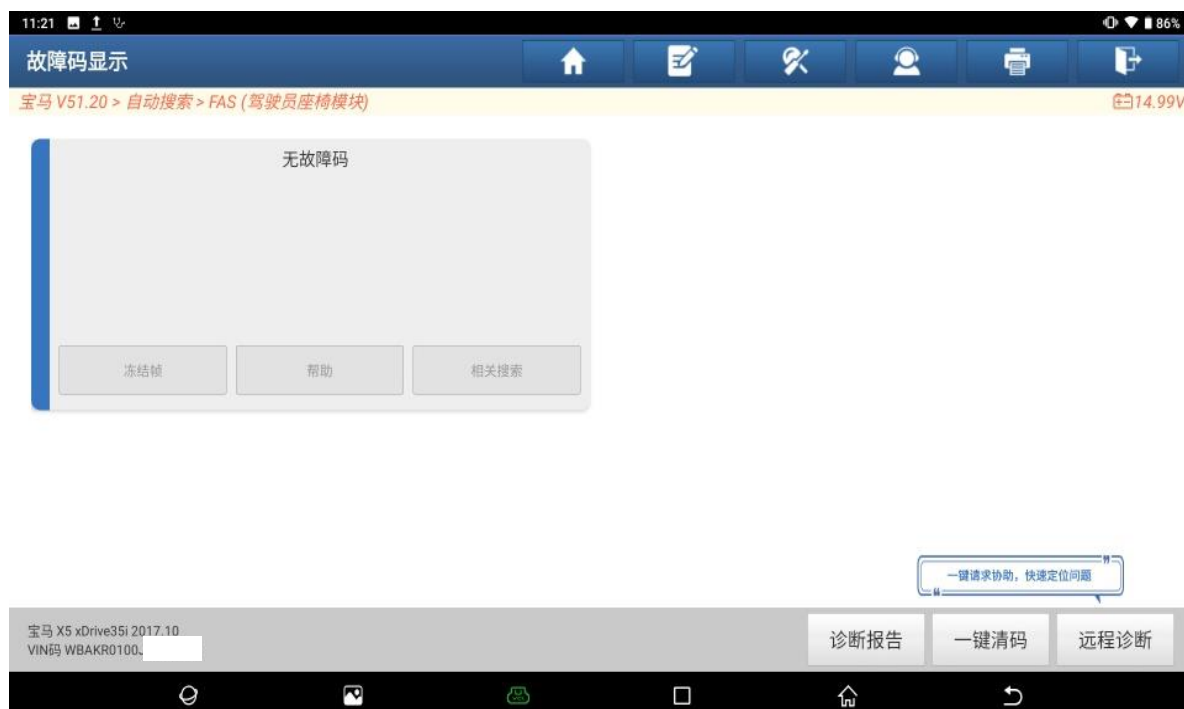 11:21
86%
故障码显示
宝马 V51.20 > 自动搜索 > FAS (驾驶员座椅模块)
14.99V
无故障码
冻结帧
帮助
相关搜索
一键请求协助，快速定位问题
宝马 X5 xDrive35i 2017.10
VIN码 WBAKR0100J
诊断报告
一键清码
远程诊断